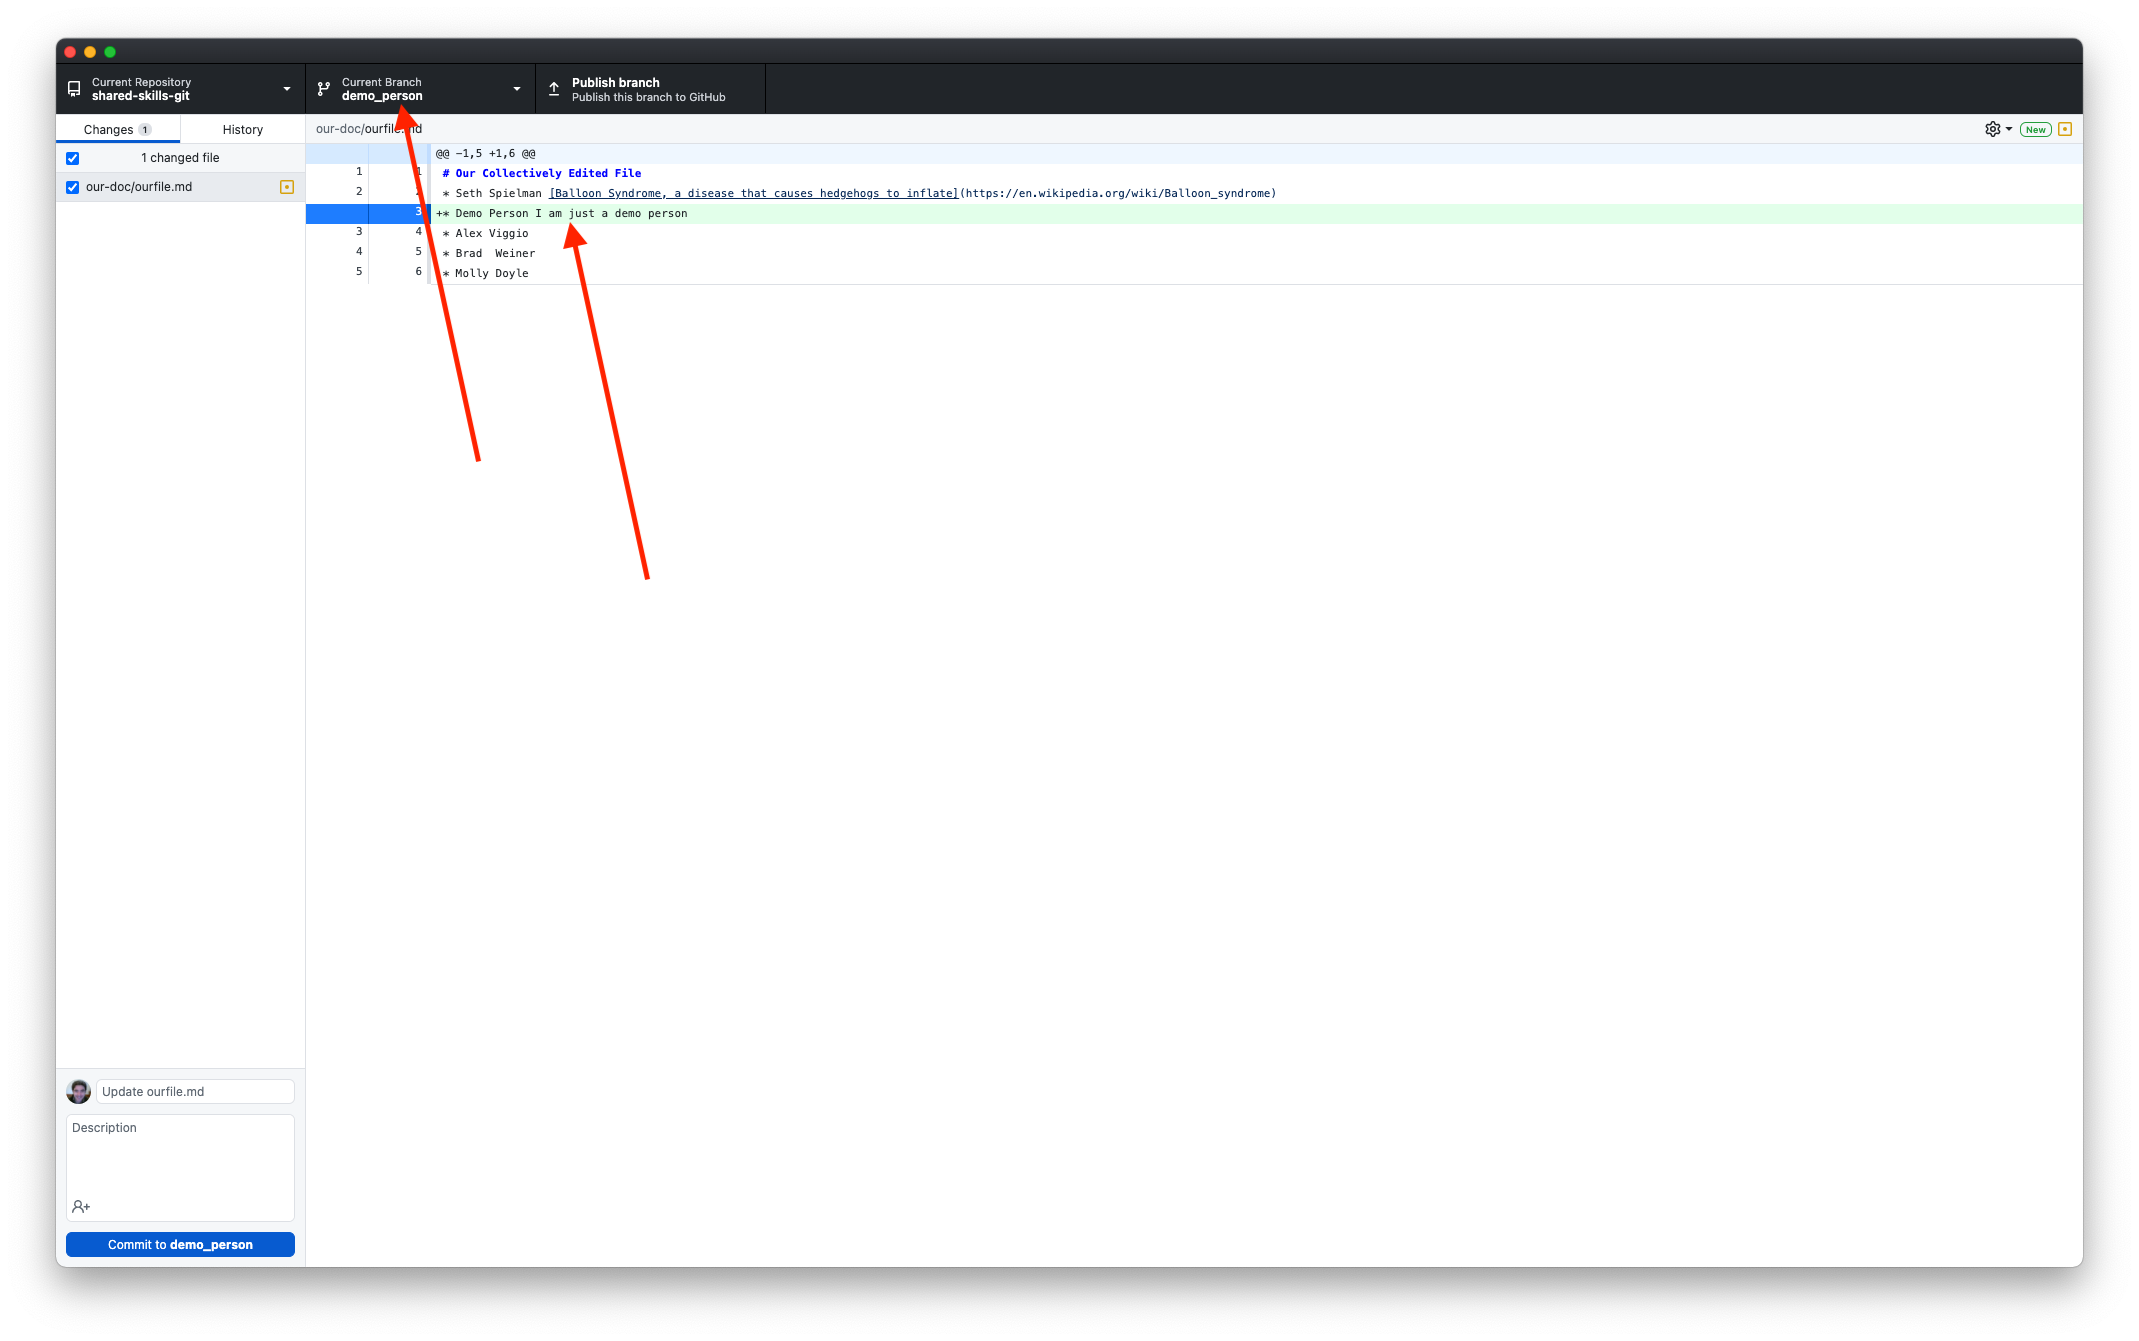 Current Repository
shared-skills-git
Current Branch
demo_person
Publish branch
Publish this branch to GitHub
Changes 1
History
our-doc/ourfile.md
New
1 changed file
our-doc/ourfile.md
@@ -1,5 +1,6 @@
1 1 # Our Collectively Edited File
2 * Seth Spielman [Balloon Syndrome, a disease that causes hedgehogs to inflate](https://en.wikipedia.org/wiki/Balloon_syndrome)
3 +* Demo Person I am just a demo person
3 4 * Alex Viggio
4 5 * Brad  Weiner
5 6 * Molly Doyle
Update ourfile.md
Description
Commit to demo_person